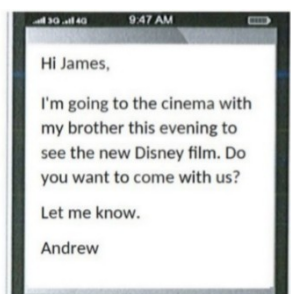 3G 4G 9:47 AM
Hi James,
I'm going to the cinema with
my brother this evening to
see the new Disney film. Do
you want to come with us?
Let me know.
Andrew